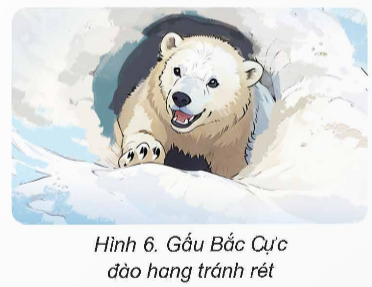 Hình 6. Gấu Bắc Cực
đào hang tránh rét